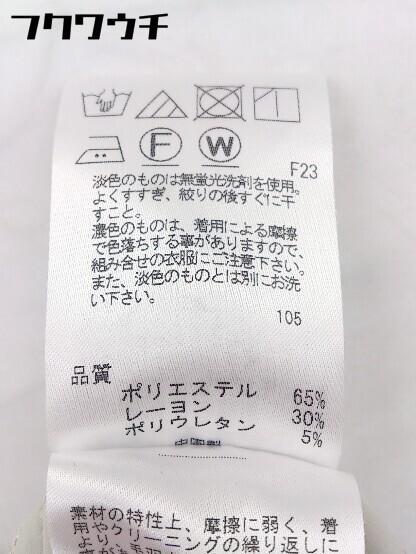 フクワウチ
F
W
F23
淡色のものは無蛍光洗剤を使用。
よくすすぎ、絞りの後すぐに干
すこと。
濃色のものは、着用による摩擦
で色落ちする事がありますので、
組み合せの衣服にご注意下さい。
また、淡色のものとは別にお洗
い下さい。
105
品質
ポリエステル 65%
レーヨン 30%
ポリウレタン 5%
中国製
素材の特性上、摩擦に弱く、着
用やクリーニングの繰り返しに
より